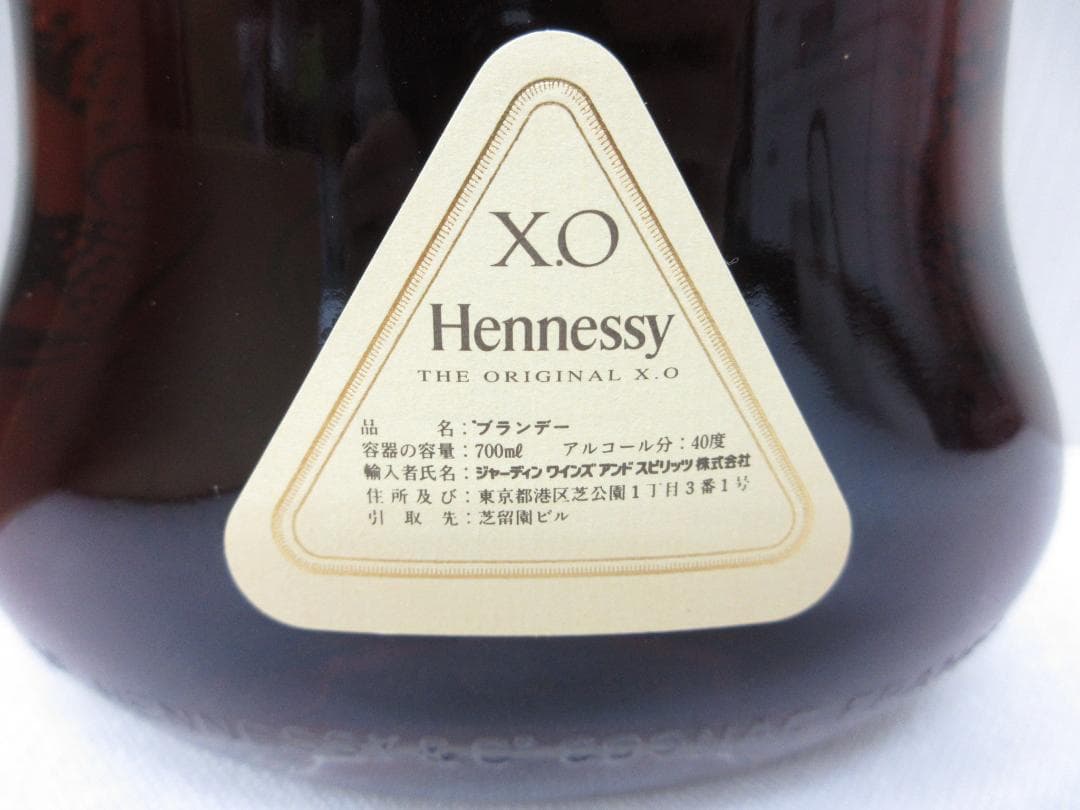 X.O
Hennessy
THE ORIGINAL X.O
品名:ブランデー
容器の容量:700ml アルコール分:40度
輸入者氏名:ジャーディン ワインズ アンド スピリッツ 株式会社
住所及び:東京都港区芝公園1丁目3番1号
引取先:芝留園ビル